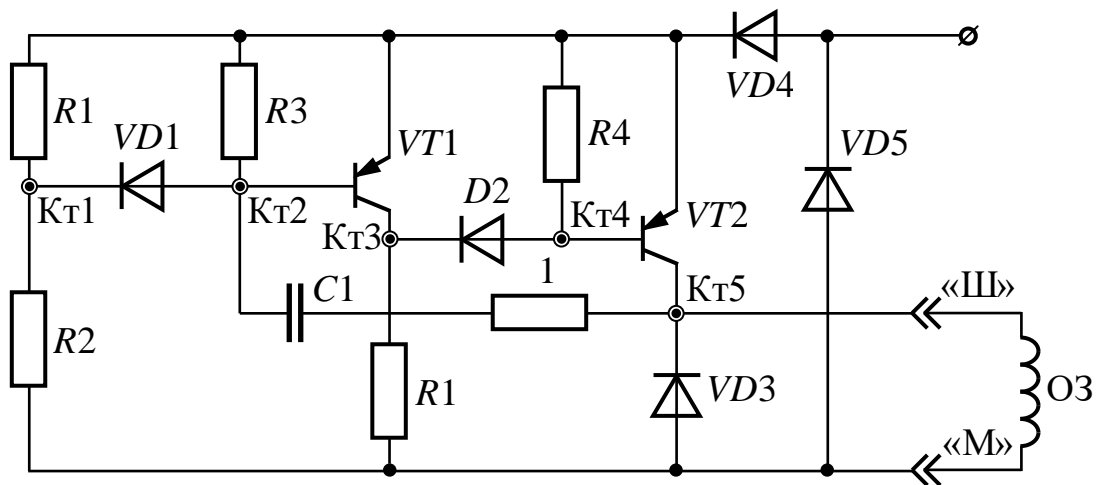 R1
VD1
R3
VT1
R4
VD4
VD5
Кт1
Кт2
Кт3
D2
Кт4
VT2
1
Кт5
«Ш»
C1
R2
R1
VD3
ОЗ
«М»